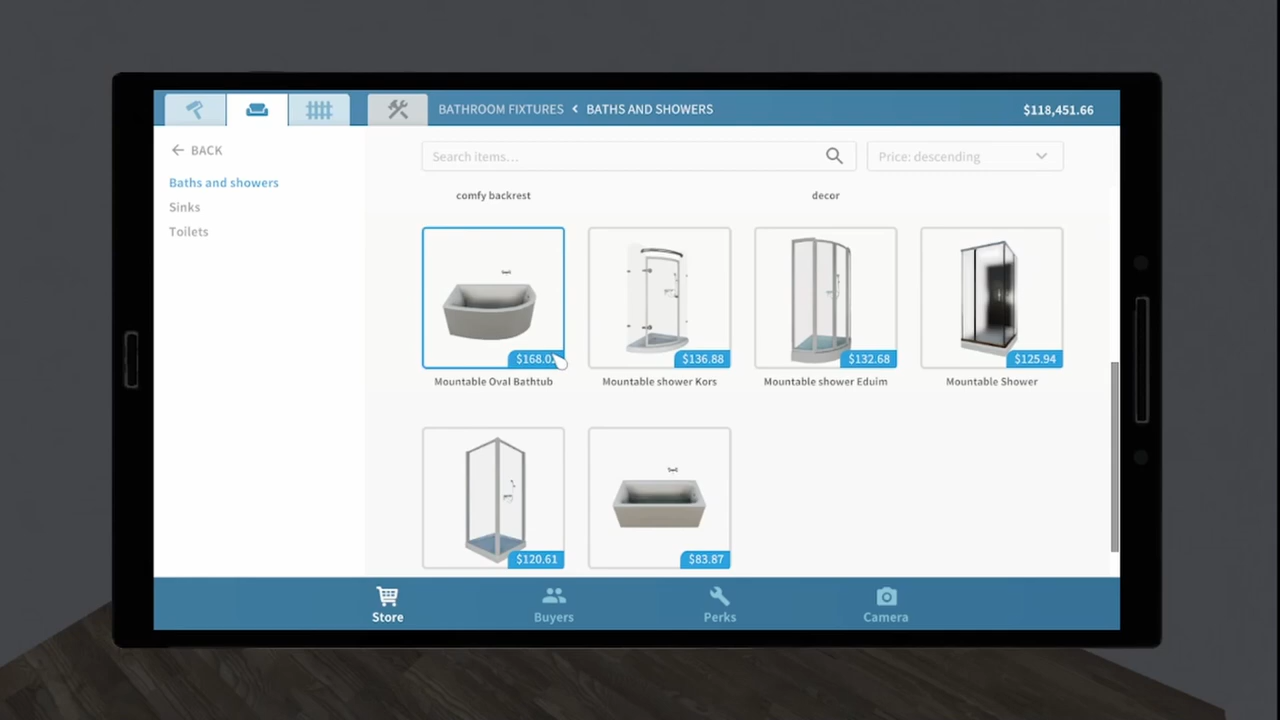 BATHROOM FIXTURES < BATHS AND SHOWERS
$118,451.66
BACK
Search items...
Price: descending
Baths and showers
Sinks
Toilets
comfy backrest
decor
$136.88
$132.68
$125.94
Mountable Oval Bathtub
Mountable shower Kors
Mountable shower Eduim
Mountable Shower
$120.61
$83.87
Store
Buyers
Perks
Camera